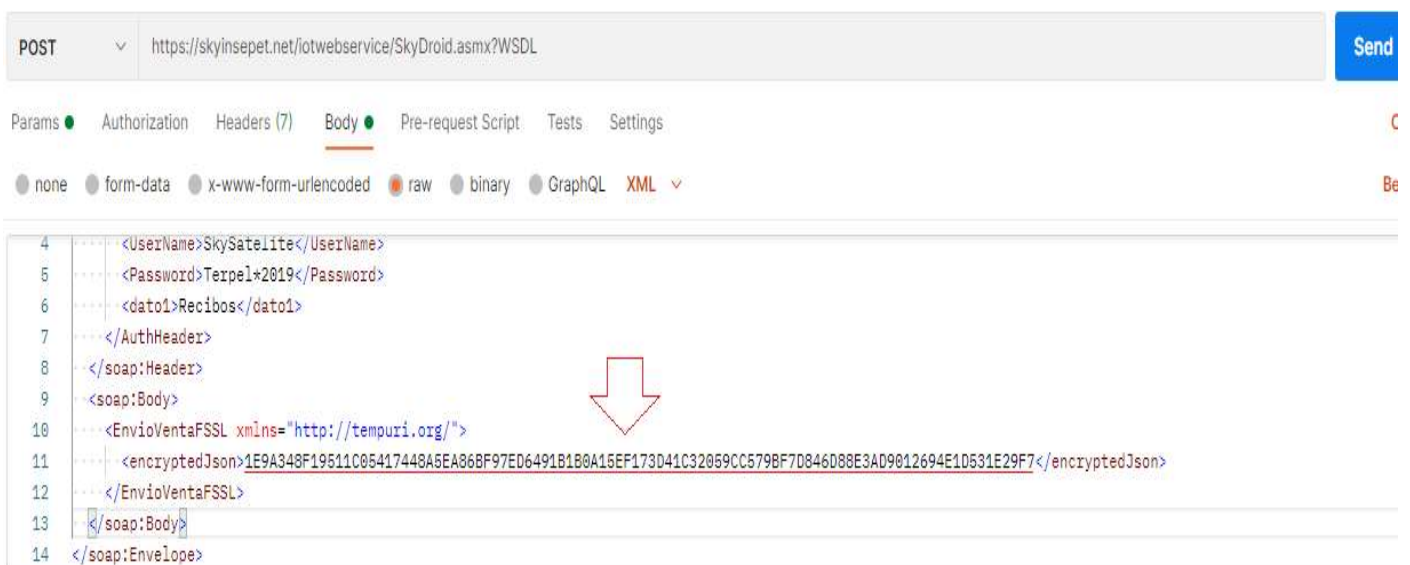 POST https://skyinsepet.net/iotwebservice/SkyDroid.asmx?WSDL Send
Params Authorization Headers (7) Body Pre-request Script Tests Settings
none form-data x-www-form-urlencoded raw binary GraphQL XML Be
4 <UserName>SkySatelite</UserName>
5 <Password>Terpel*2019</Password>
6 <dato1>Recibos</dato1>
7 </AuthHeader>
8 </soap:Header>
9 <soap:Body>
10 <EnvioVentaFSSL xmlns="http://tempuri.org/">
11 <encryptedJson>1E9A348F19511C05417448A5EA86BF97ED6491B1B0A15EF173D41C32059CC579BF7D846D88E3AD9012694E1D531E29F7</encryptedJson>
12 </EnvioVentaFSSL>
13 </soap:Body>
14 </soap:Envelope>